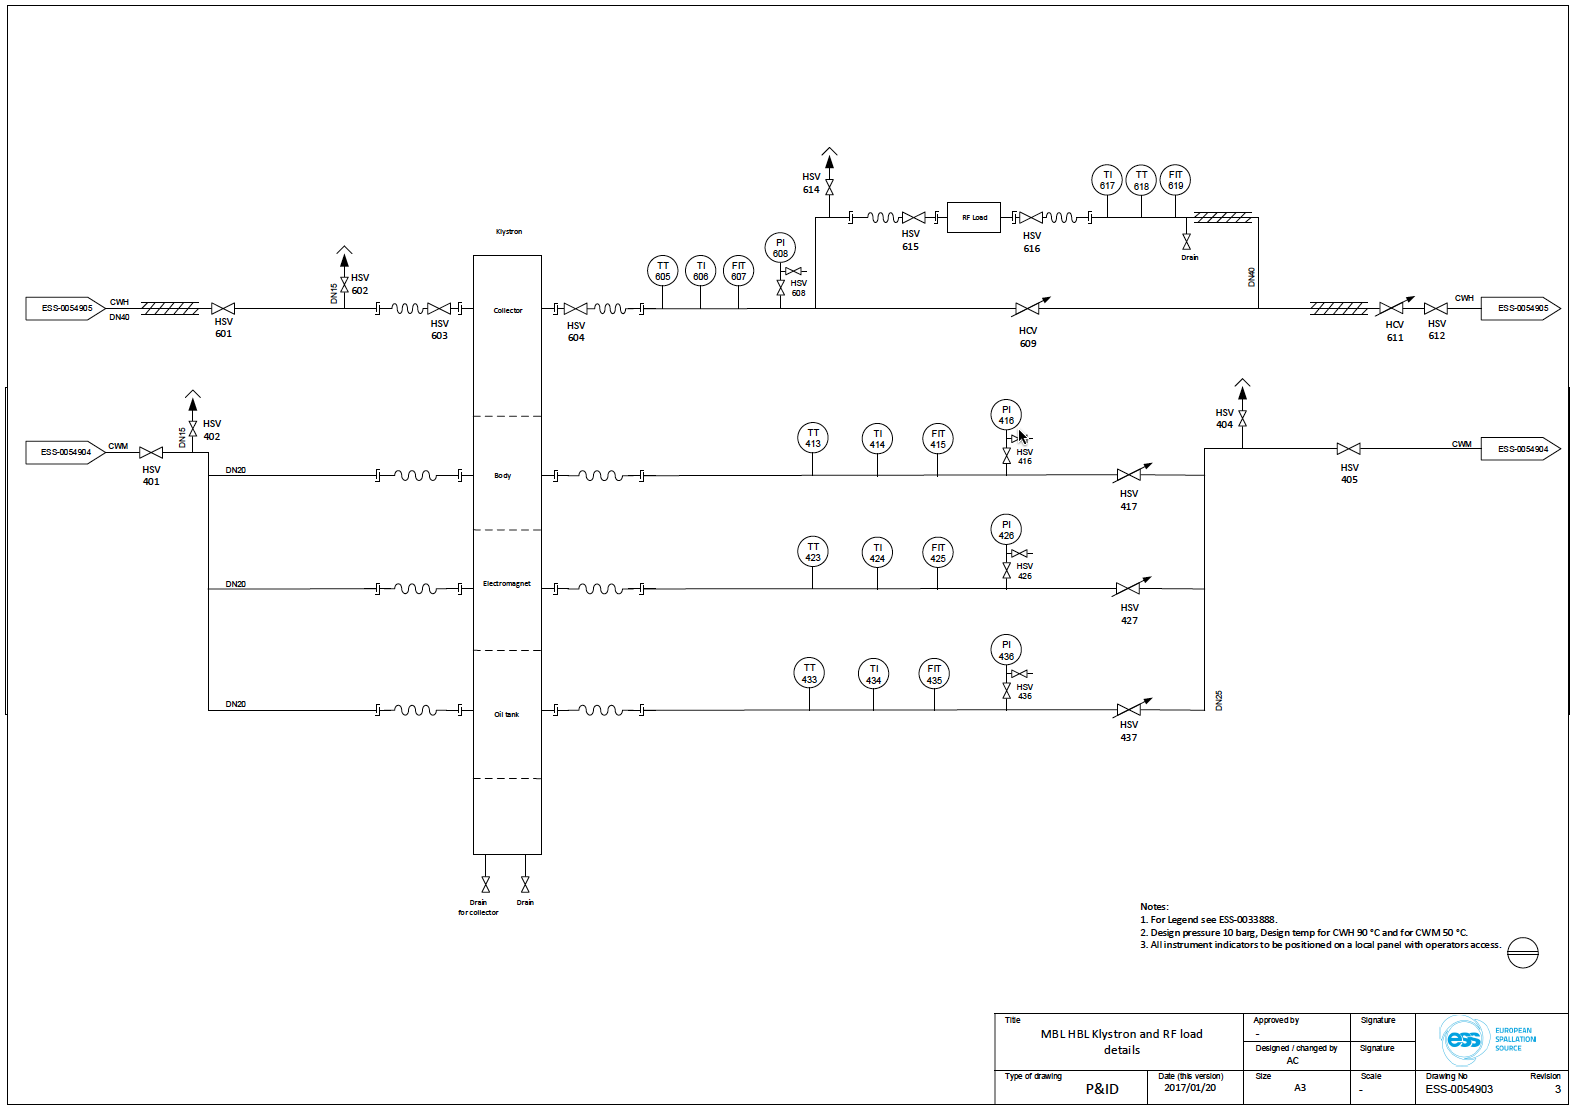 HSV
614
TI
617
TT
618
FIT
619
RF Load
HSV
615
HSV
616
Drain
DN40
Klystron
PI
608
HSV
608
TT
605
TI
606
FIT
607
HSV
602
DN15
ESS-0054905
CWH
DN40
HSV
601
HSV
603
Collector
HSV
604
HCV
609
HCV
611
HSV
612
CWH
ESS-0054905
HSV
402
DN15
ESS-0054904
CWM
HSV
401
DN20
Body
TT
413
TI
414
FIT
415
PI
416
HSV
416
HSV
417
HSV
404
HSV
405
CWM
ESS-0054904
DN20
Electromagnet
TT
423
TI
424
FIT
425
PI
426
HSV
426
HSV
427
DN20
Oil tank
TT
433
TI
434
FIT
435
PI
436
HSV
436
HSV
437
DN25
Drain
for collector
Drain
Notes:
1. For Legend see ESS-0033888.
2. Design pressure 10 barg, Design temp for CWH 90 °C and for CWM 50 °C.
3. All instrument indicators to be positioned on a local panel with operators access.
Title
MBL HBL Klystron and RF load
details
Approved by
-
Signature
Designed / changed by
AC
Signature
ess
EUROPEAN
SPALLATION
SOURCE
Type of drawing
P&ID
Date (this version)
2017/01/20
Size
A3
Scale
-
Drawing No
ESS-0054903
Revision
3